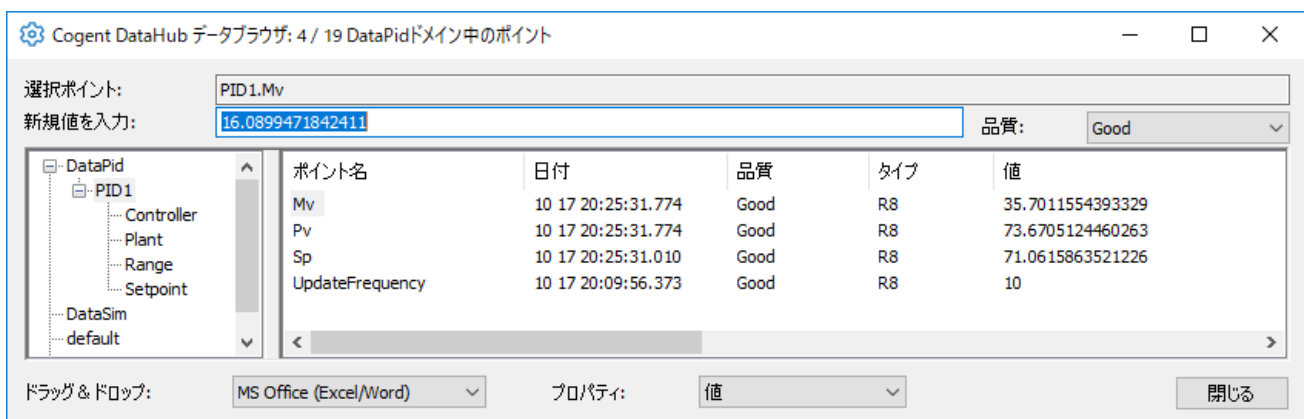 Cogent DataHub データブラウザ: 4 / 19 DataPidドメイン中のポイント
選択ポイント: PID1.Mv
新規値を入力: 16.0899471842411 品質: Good
DataPid
PID1
Controller
Plant
Range
Setpoint
DataSim
default
ポイント名 日付 品質 タイプ 値
Mv 10 17 20:25:31.774 Good R8 35.7011554393329
Pv 10 17 20:25:31.774 Good R8 73.6705124460263
Sp 10 17 20:25:31.010 Good R8 71.0615863521226
UpdateFrequency 10 17 20:09:56.373 Good R8 10
ドラッグ & ドロップ: MS Office (Excel/Word) プロパティ: 値 閉じる